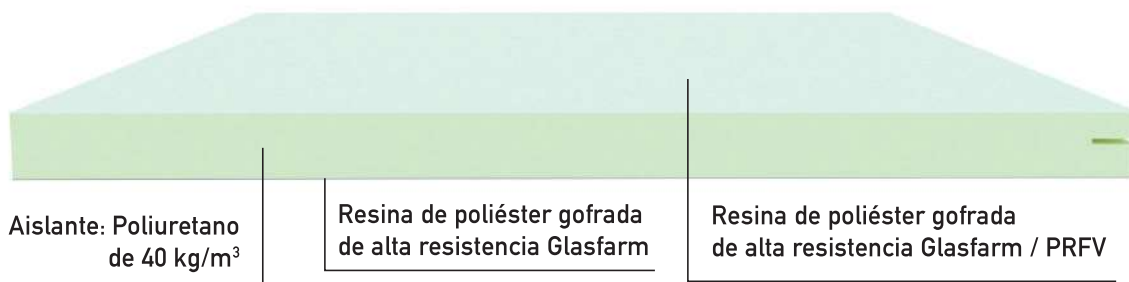 Aislante: Poliuretano
de 40 kg/m³
Resina de poliéster gofrada
de alta resistencia Glasfarm
Resina de poliéster gofrada
de alta resistencia Glasfarm / PRFV